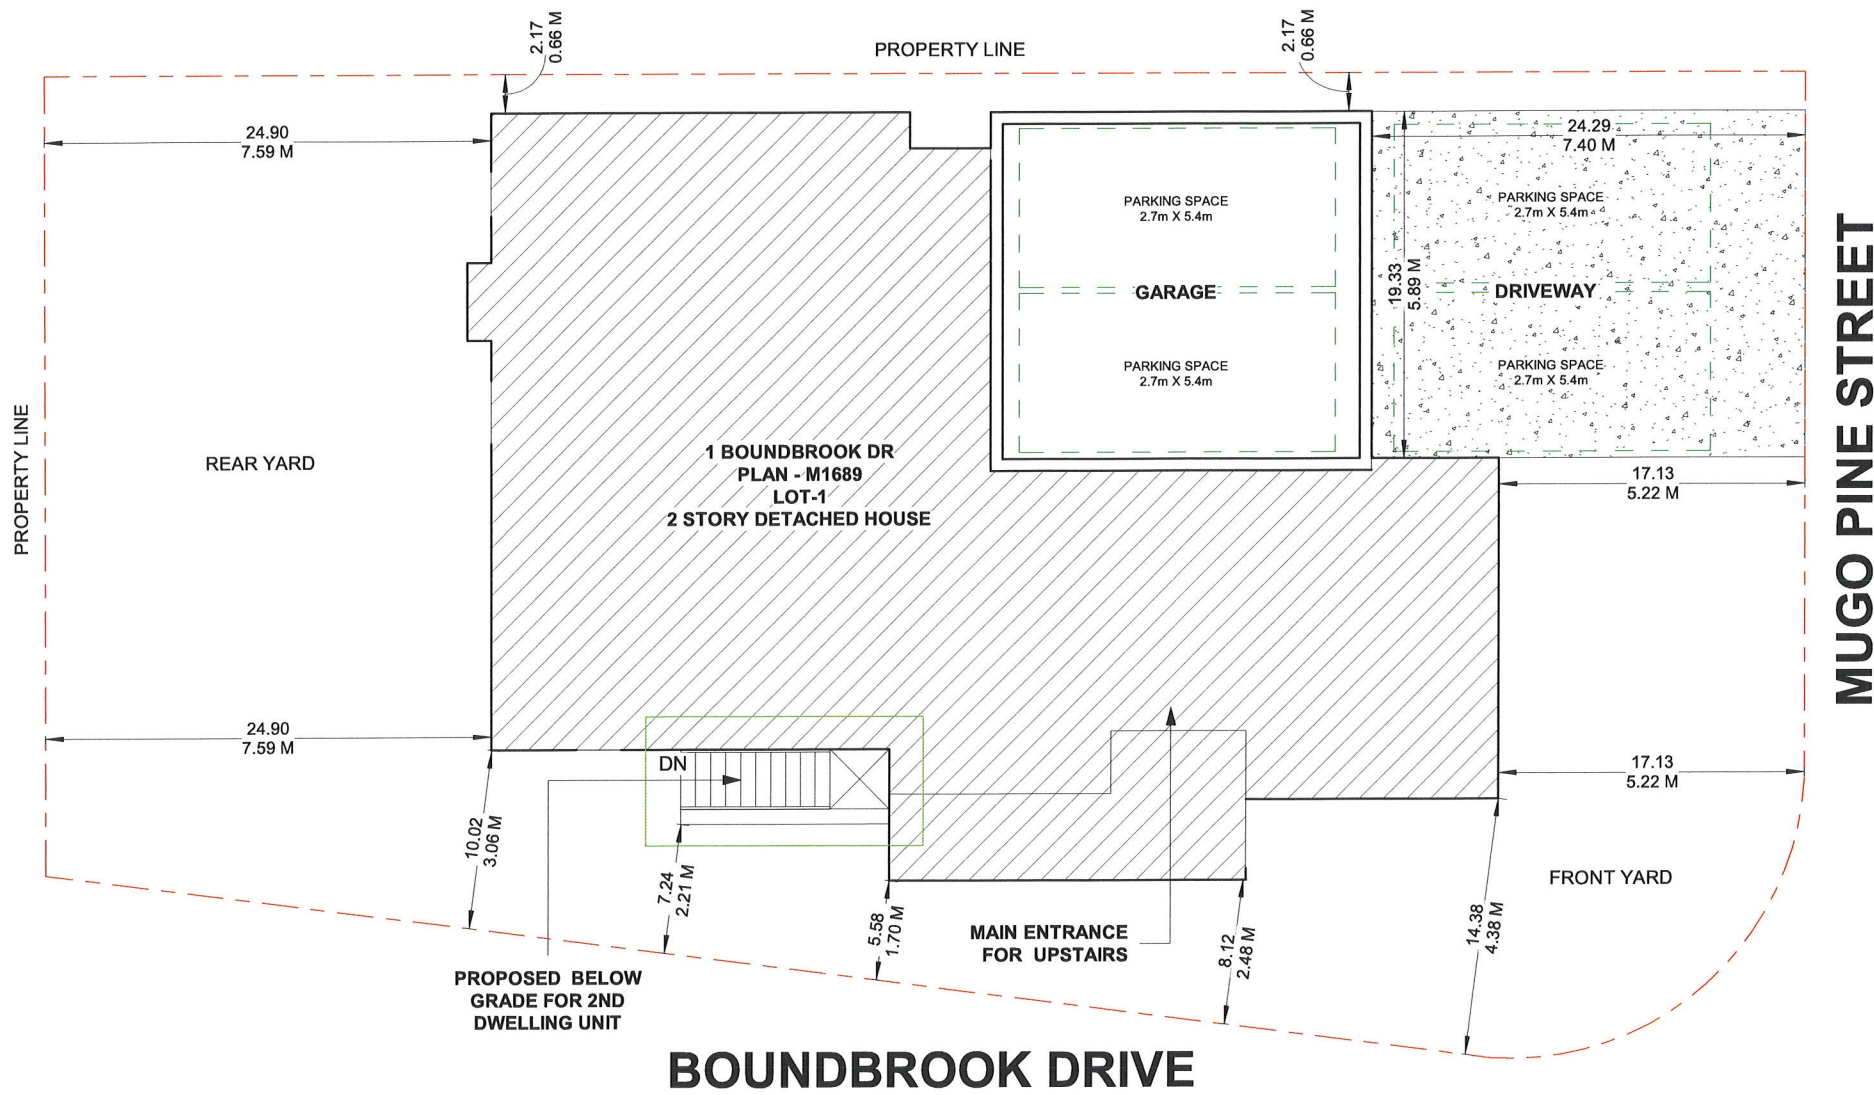 2.17
0.66 M
PROPERTY LINE
2.17
0.66 M
24.90
7.59 M
24.29
7.40 M
PARKING SPACE
2.7m X 5.4m
PARKING SPACE
2.7m X 5.4m
19.33
5.89 M
GARAGE
DRIVEWAY
PARKING SPACE
2.7m X 5.4m
PARKING SPACE
2.7m X 5.4m
MUGO PINE STREET
PROPERTY LINE
REAR YARD
1 BOUNDBROOK DR
PLAN - M1689
LOT-1
2 STORY DETACHED HOUSE
17.13
5.22 M
24.90
7.59 M
DN
17.13
5.22 M
10.02
3.06 M
7.24
2.21 M
5.58
1.70 M
MAIN ENTRANCE
FOR UPSTAIRS
8.12
2.48 M
14.38
4.38 M
FRONT YARD
PROPOSED BELOW
GRADE FOR 2ND
DWELLING UNIT
BOUNDBROOK DRIVE